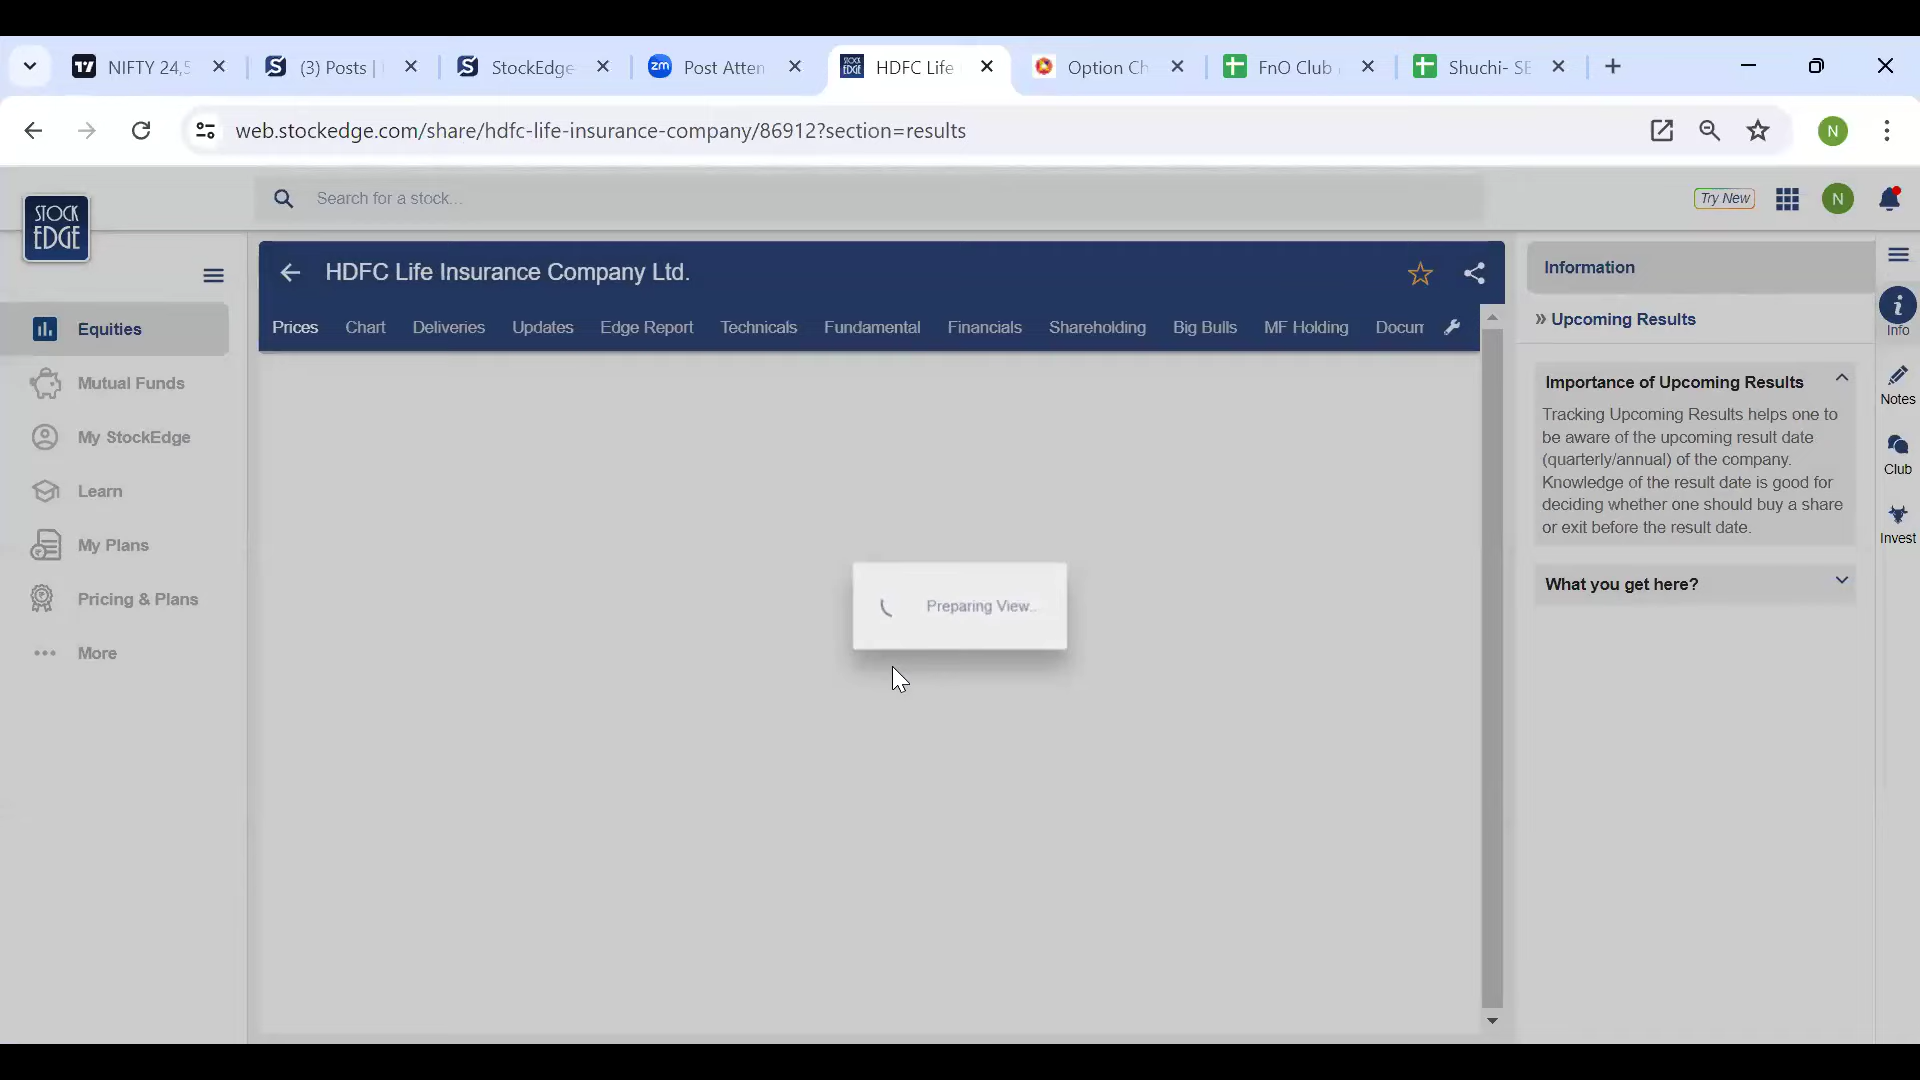 NIFTY 24,5
(3) Posts |
StockEdge
Post Atten
HDFC Life
Option Ch
FnO Club
Shuchi- SE
web.stockedge.com/share/hdfc-life-insurance-company/86912?section=results
N
STOCK
EDGE
Search for a stock...
Try New
N
HDFC Life Insurance Company Ltd.
Prices Chart Deliveries Updates Edge Report Technicals Fundamental Financials Shareholding Big Bulls MF Holding Docum
Equities
Mutual Funds
My StockEdge
Learn
My Plans
Pricing & Plans
More
Preparing View...
Information
» Upcoming Results
Importance of Upcoming Results
Tracking Upcoming Results helps one to
be aware of the upcoming result date
(quarterly/annual) of the company.
Knowledge of the result date is good for
deciding whether one should buy a share
or exit before the result date.
What you get here?
Info
Notes
Club
Invest